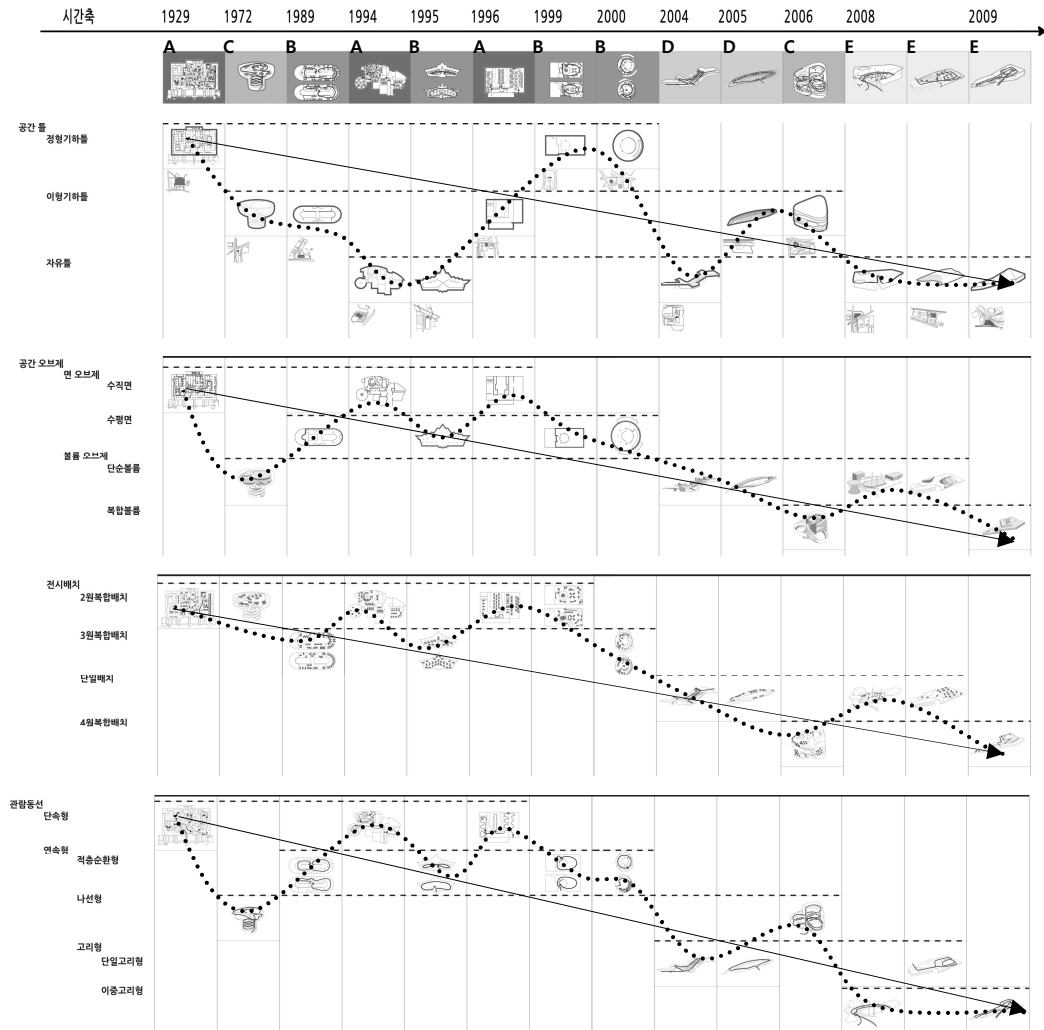 시간축 1929 1972 1989 1994 1995 1996 1999 2000 2004 2005 2006 2008 2009
A C B A B A B B D D C E E E
공간 틀
정형기하틀
이형기하틀
자유틀
공간 오브제
면 오브제
수직면
수평면
볼륨 오브제
단순볼륨
복합볼륨
전시배치
2원복합배치
3원복합배치
단일배치
4원복합배치
관람동선
단속형
연속형
적층순환형
나선형
고리형
단일고리형
이중고리형